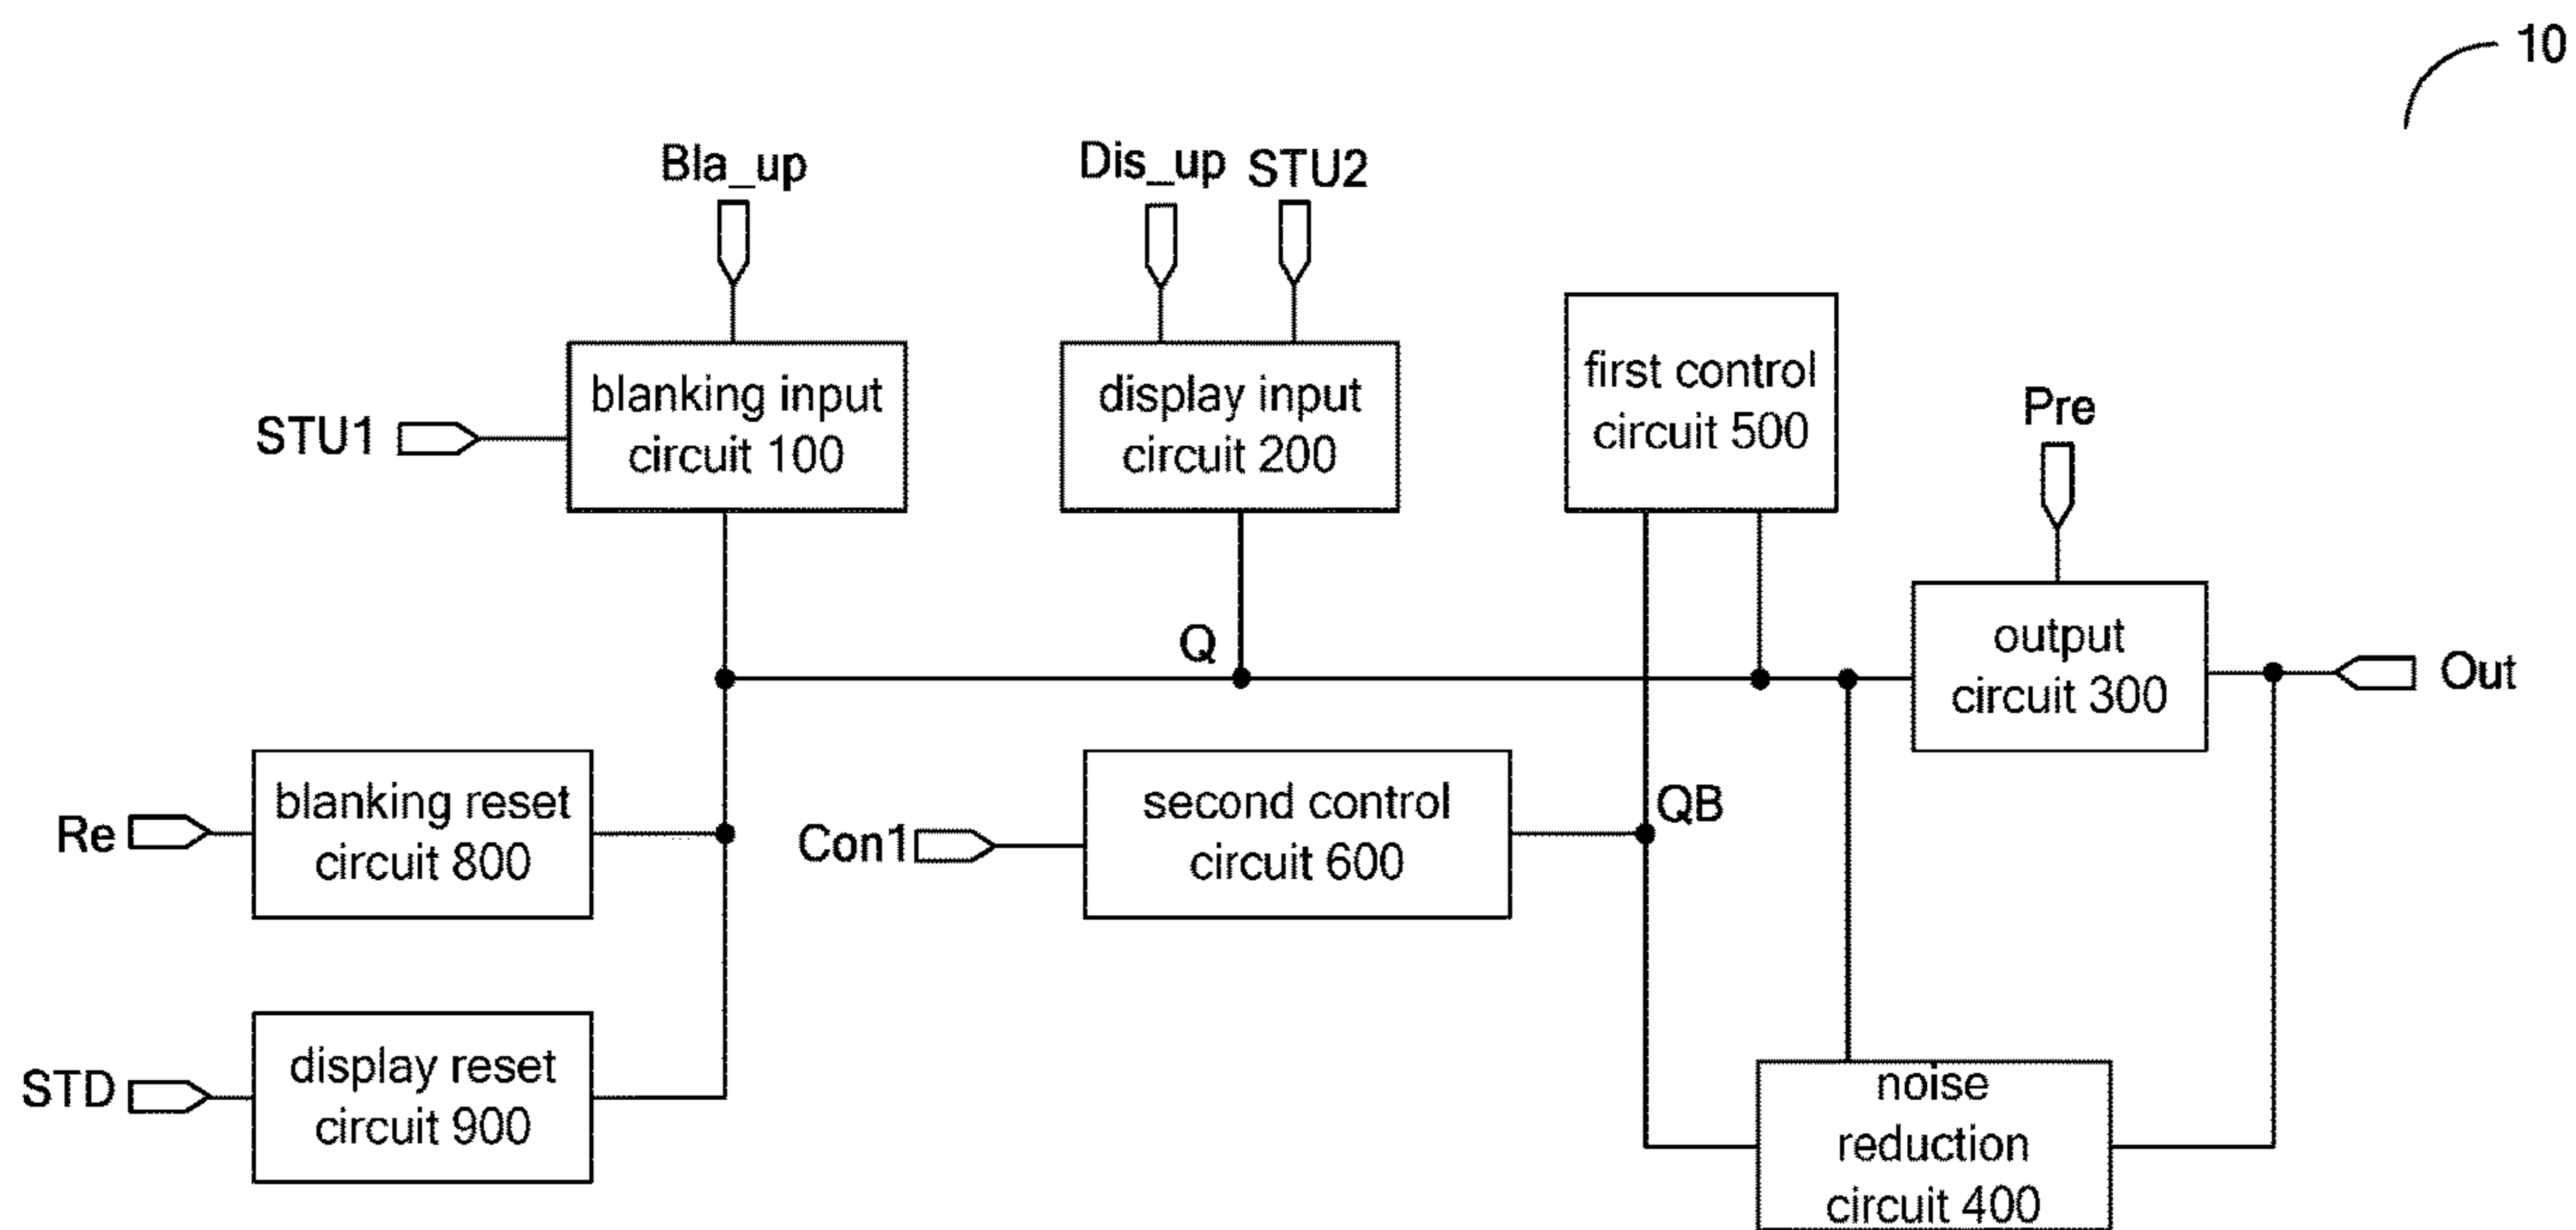 10
Bla_up
Dis_up STU2
STU1
blanking input
circuit 100
display input
circuit 200
first control
circuit 500
Pre
Q
output
circuit 300
Out
Re
blanking reset
circuit 800
Con1
second control
circuit 600
QB
STD
display reset
circuit 900
noise
reduction
circuit 400